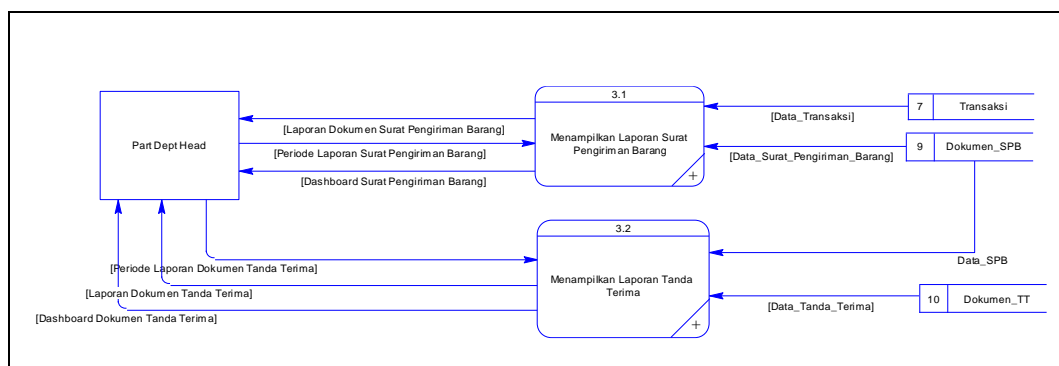 3.1
7 Transaksi
[Data_Transaksi]
[Laporan Dokumen Surat Pengiriman Barang]
Part Dept Head
Menampilkan Laporan Surat
Pengiriman Barang
9 Dokumen_SPB
[Periode Laporan Surat Pengiriman Barang]
[Data_Surat_Pengiriman_Barang]
[Dashboard Surat Pengiriman Barang]
+
3.2
Data_SPB
[Periode Laporan Dokumen Tanda Terima]
Menampilkan Laporan Tanda
Terima
[Laporan Dokumen Tanda Terima]
10 Dokumen_TT
[Data_Tanda_Terima]
[Dashboard Dokumen Tanda Terima]
+